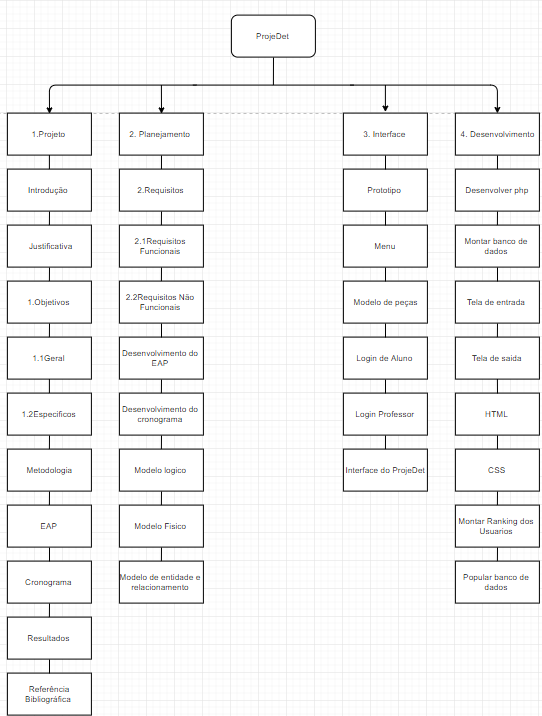 ProjeDet
1.Projeto
Introdução
Justificativa
1.Objetivos
1.1Geral
1.2Especificos
Metodologia
EAP
Cronograma
Resultados
Referência
Bibliográfica
2. Planejamento
2.Requisitos
2.1Requisitos
Funcionais
2.2Requisitos Não
Funcionais
Desenvolvimento do
EAP
Desenvolvimento do
cronograma
Modelo logico
Modelo Fisico
Modelo de entidade e
relacionamento
3. Interface
Prototipo
Menu
Modelo de peças
Login de Aluno
Login Professor
Interface do ProjeDet
4. Desenvolvimento
Desenvolver php
Montar banco de
dados
Tela de entrada
Tela de saida
HTML
CSS
Montar Ranking dos
Usuarios
Popular banco de
dados